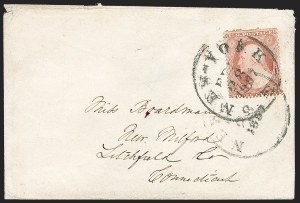 NEW-YORK
Miss Boardman
New Milford
Litchfield Co
Connecticut